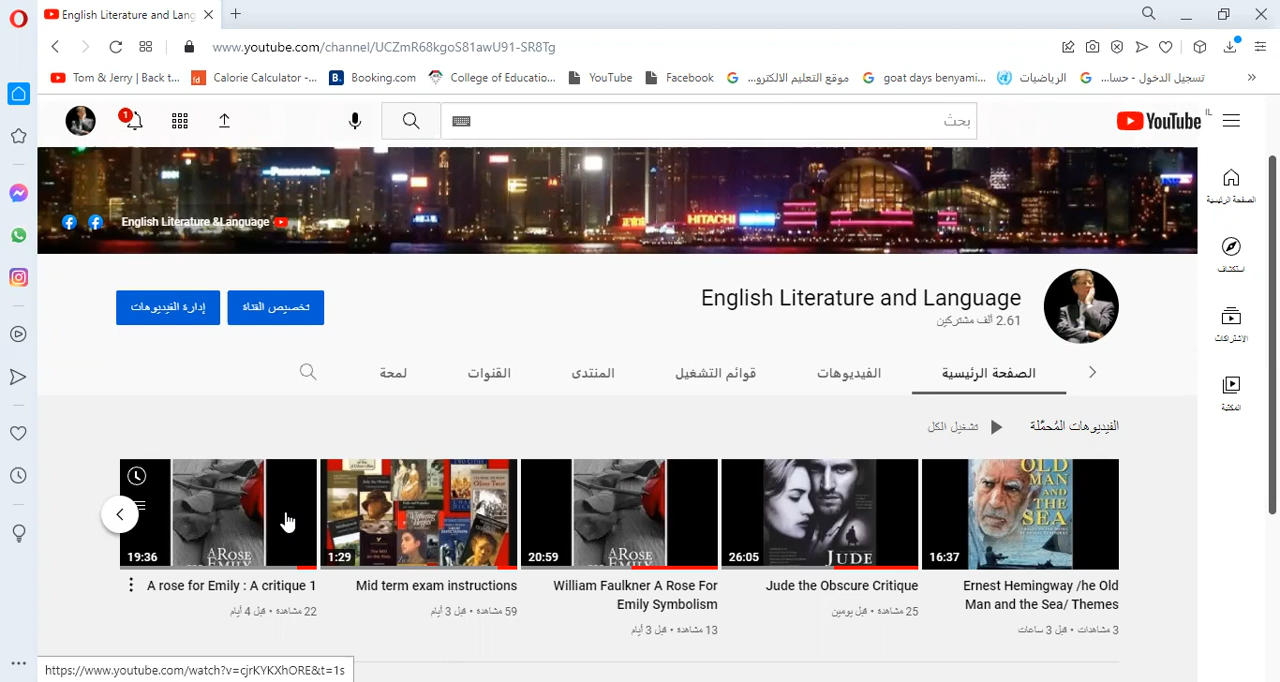 English Literature and Lang
www.youtube.com/channel/UCZmR68kgoS81awU91-SR8Tg
Tom & Jerry | Back t...
Calorie Calculator -...
Booking.com
College of Educatio...
YouTube
Facebook
موقع التعليم الالكترو...
goat days benyami...
الرياضيات
تسجيل الدخول - حسا...
»
1
بحث
YouTube IL
الصفحة الرئيسية
استكشاف
الاشتراكات
المكتبة
English Literature &Language
Panasonic
HITACHI
English Literature and Language
2.61 ألف مشتركين
تخصيص القناة
إدارة الفيديوهات
الصفحة الرئيسية
الفيديوهات
قوائم التشغيل
المنتدى
القنوات
لمحة
الفيديوهات المُحمَّلة
تشغيل الكل
OLD
MAN
AND
THE
SEA
16:37
Ernest Hemingway /he Old
Man and the Sea/ Themes
3 مشاهدات • قبل 3 ساعات
JUDE
26:05
Jude the Obscure Critique
25 مشاهدة • قبل يومين
A ROSE
20:59
William Faulkner A Rose For
Emily Symbolism
13 مشاهدة • قبل 3 أيام
1:29
Mid term exam instructions
59 مشاهدة • قبل 3 أيام
A ROSE
19:36
A rose for Emily : A critique 1
22 مشاهدة • قبل 4 أيام
https://www.youtube.com/watch?v=cjrKYKXhORE&t=1s